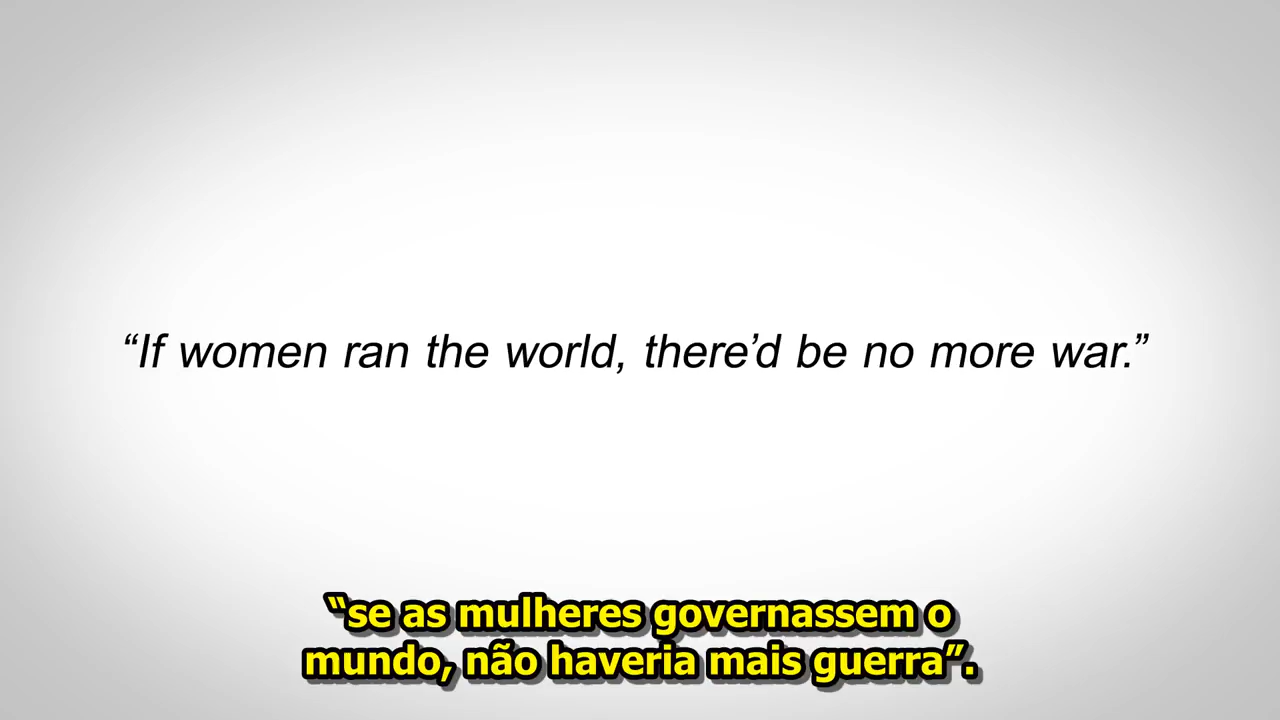 “If women ran the world, there’d be no more war.”
“se as mulheres governassem o
mundo, não haveria mais guerra”.